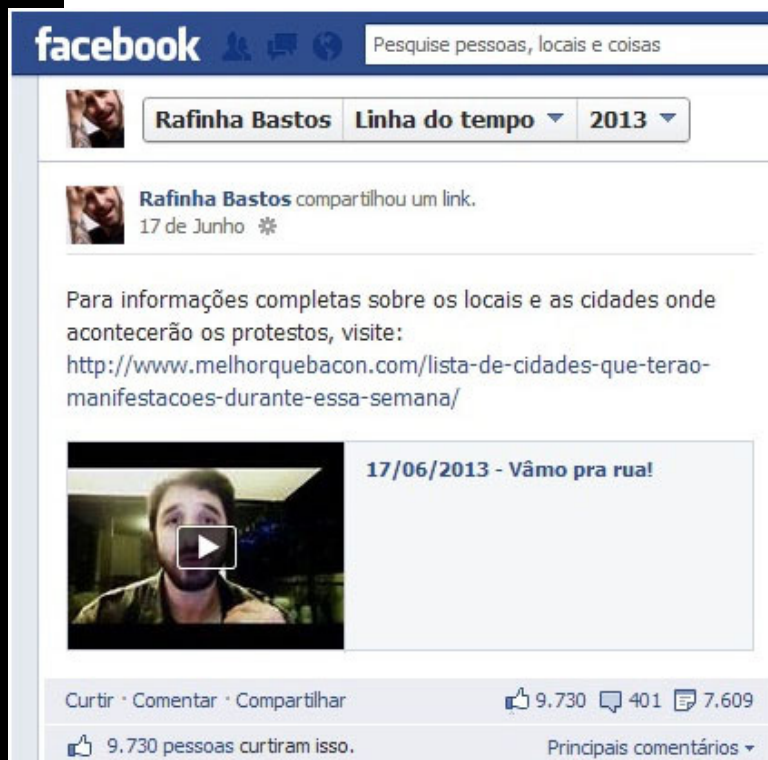 facebook Pesquise pessoas, locais e coisas
Rafinha Bastos Linha do tempo 2013
Rafinha Bastos compartilhou um link.
17 de Junho
Para informações completas sobre os locais e as cidades onde
acontecerão os protestos, visite:
http://www.melhorquebacon.com/lista-de-cidades-que-terao-
manifestacoes-durante-essa-semana/
17/06/2013 - Vâmo pra rua!
Curtir · Comentar · Compartilhar 9.730 401 7.609
9.730 pessoas curtiram isso. Principais comentários